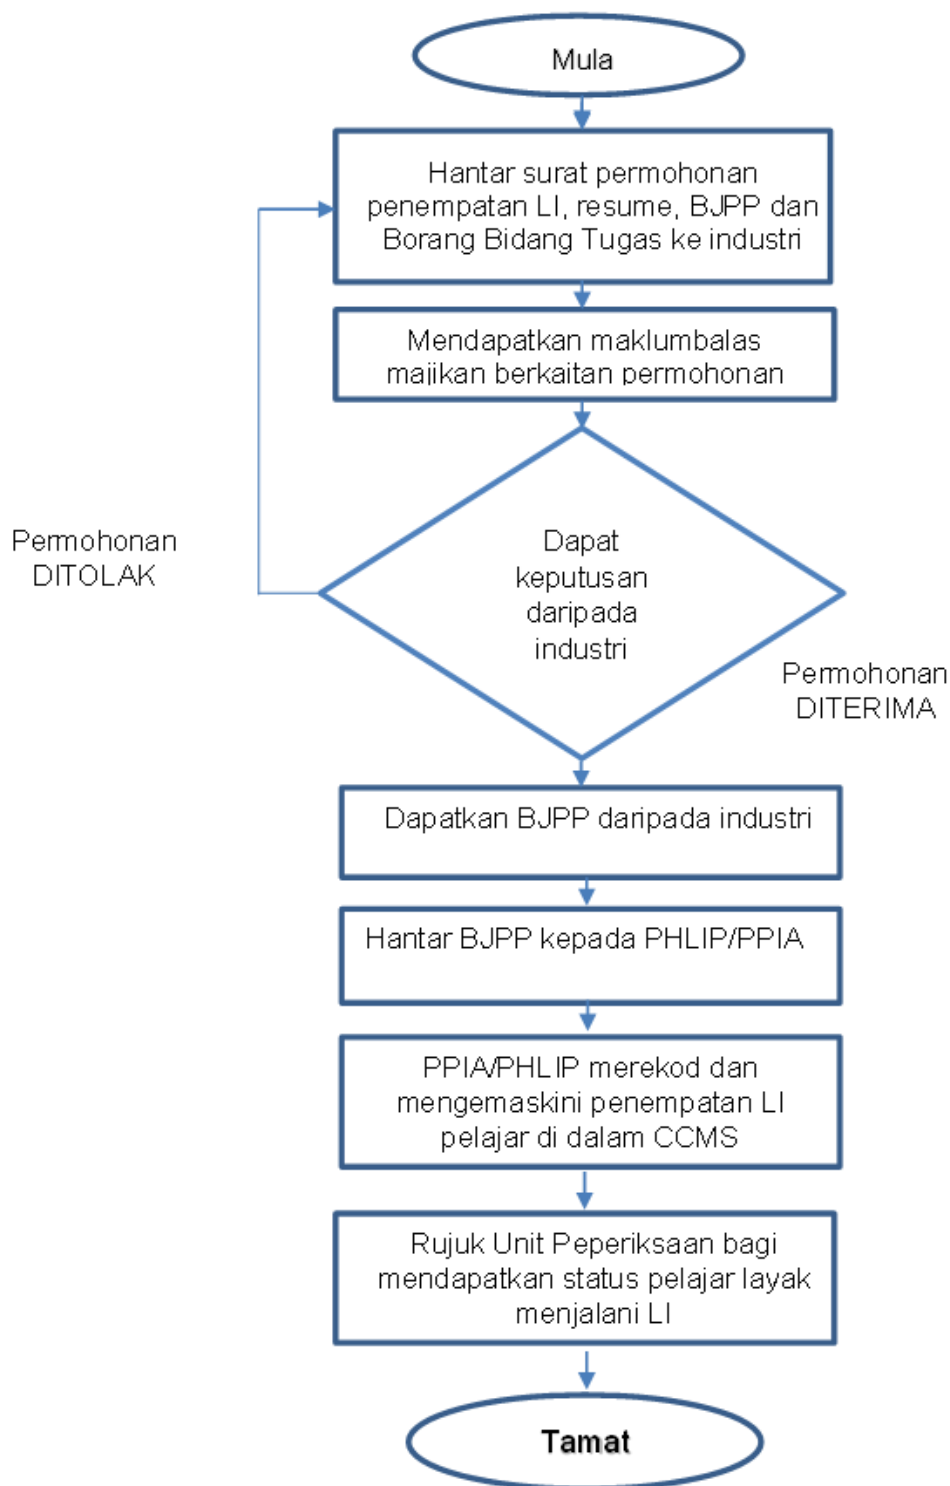 Mula
Hantar surat permohonan
penempatan LI, resume, BJPP dan
Borang Bidang Tugas ke industri
Mendapatkan maklumbalas
majikan berkaitan permohonan
Permohonan
DITOLAK
Dapat
keputusan
daripada
industri
Permohonan
DITERIMA
Dapatkan BJPP daripada industri
Hantar BJPP kepada PHLIP/PPIA
PPIA/PHLIP merekod dan
mengemaskini penempatan LI
pelajar di dalam CCMS
Rujuk Unit Peperiksaan bagi
mendapatkan status pelajar layak
menjalani LI
Tamat